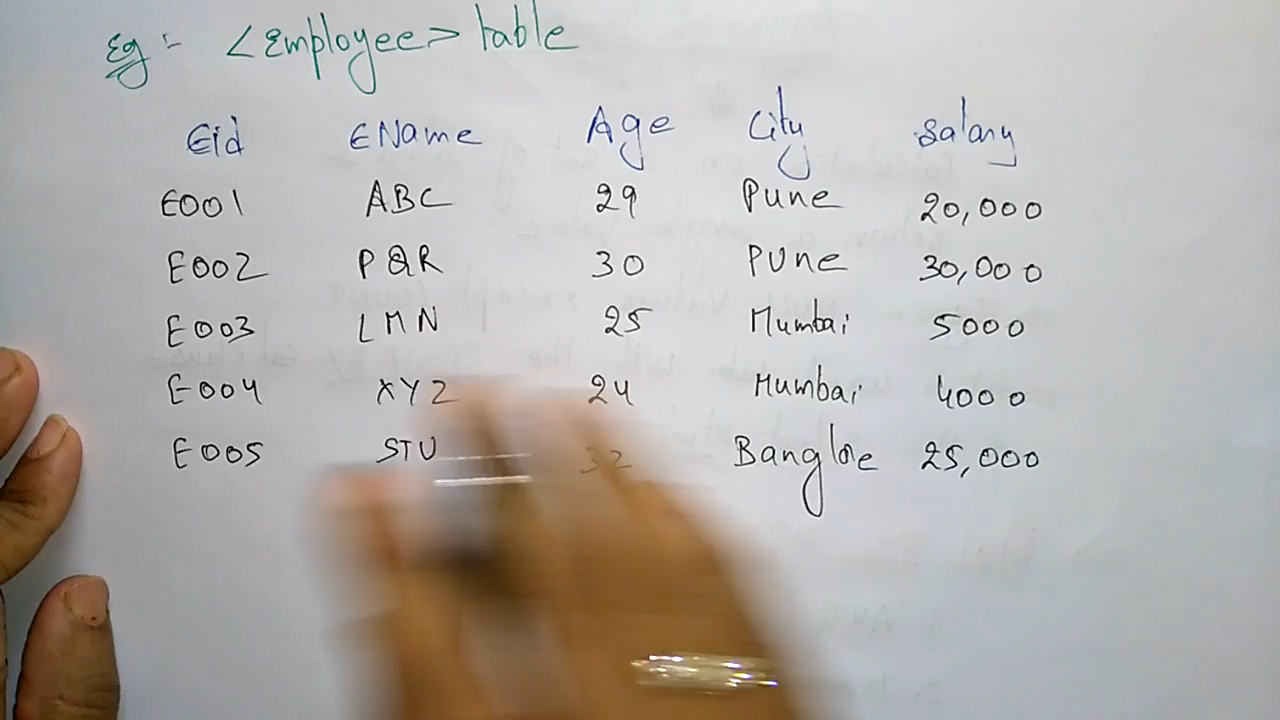 Eg :- <Employee> table
Eid EName Age City Salary
E001 ABC 29 Pune 20,000
E002 PQR 30 Pune 30,000
E003 LMN 25 Mumbai 5000
E004 XYZ 24 Mumbai 4000
E005 STU 32 Banglore 25,000